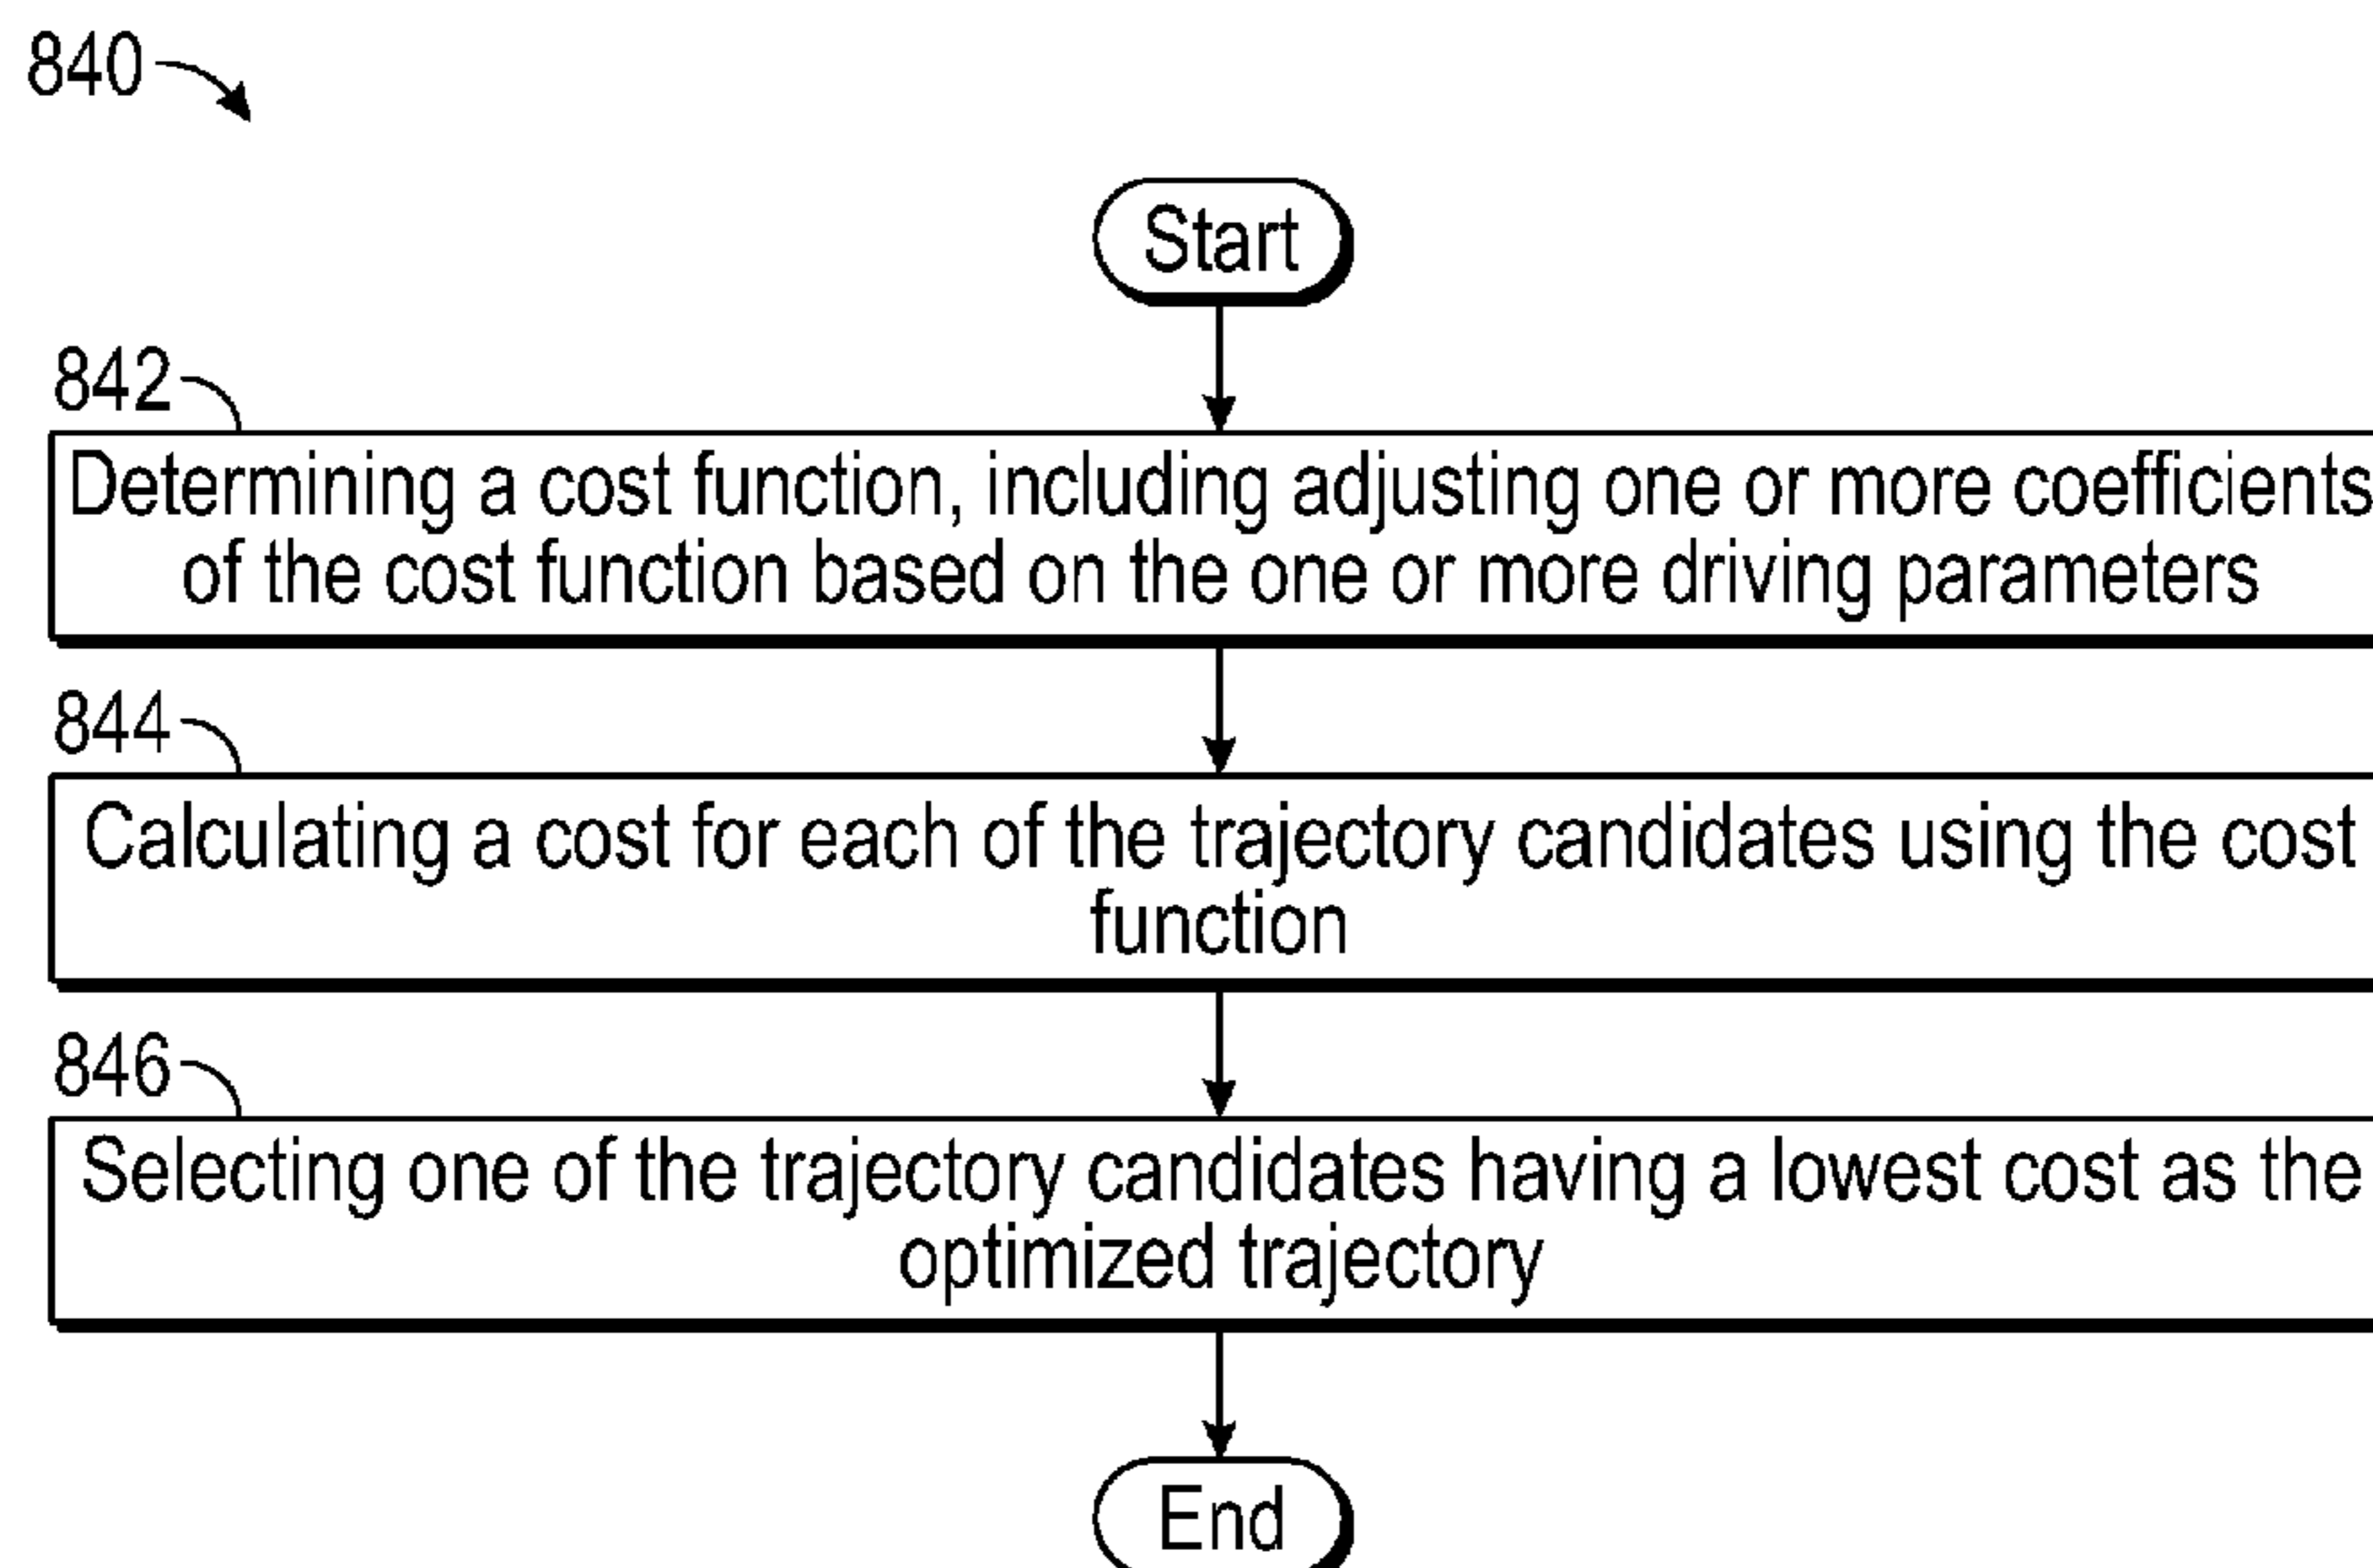 840
Start
842
Determining a cost function, including adjusting one or more coefficients
of the cost function based on the one or more driving parameters
844
Calculating a cost for each of the trajectory candidates using the cost
function
846
Selecting one of the trajectory candidates having a lowest cost as the
optimized trajectory
End